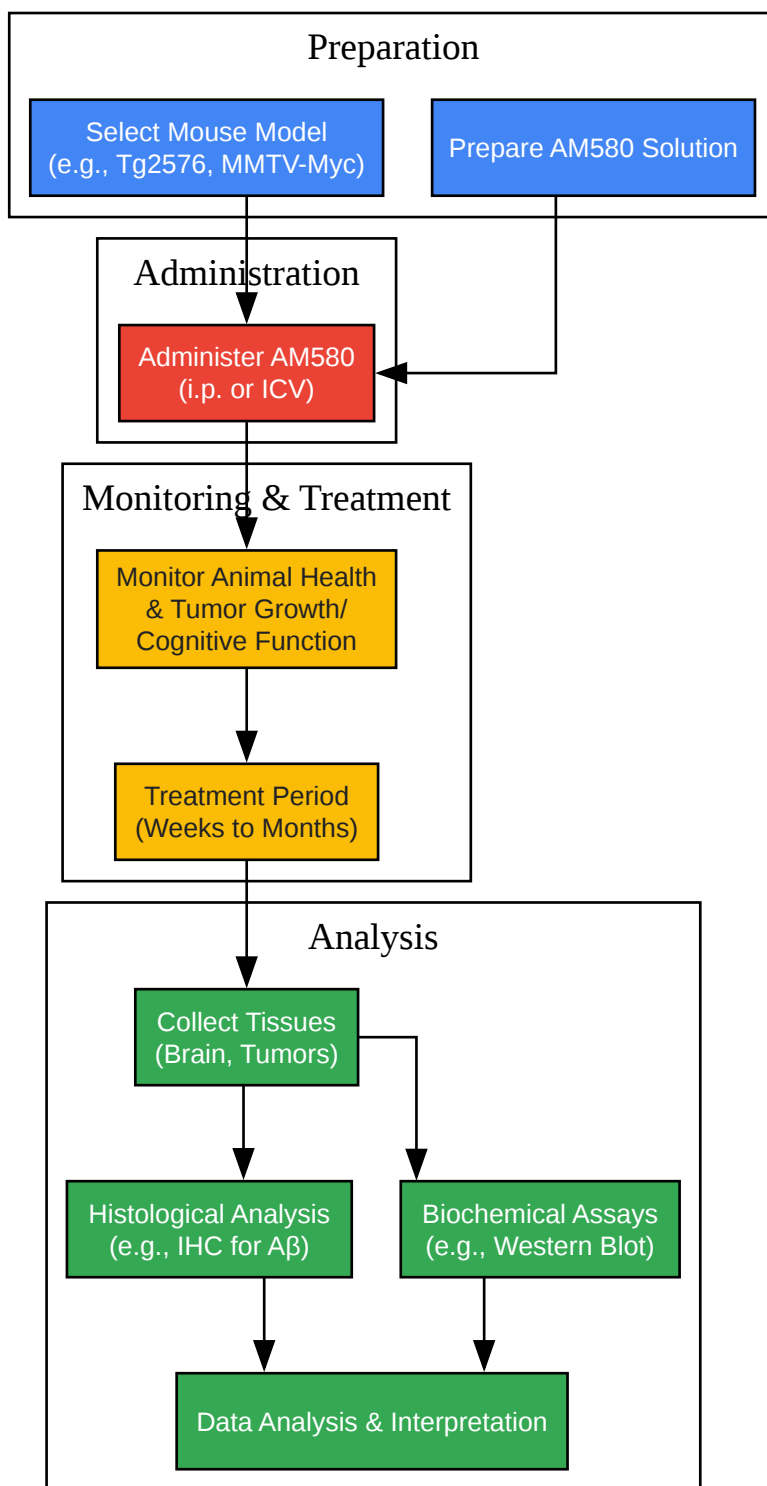 Preparation
Select Mouse Model
(e.g., Tg2576, MMTV-Myc)
Prepare AM580 Solution
Administration
Administer AM580
(i.p. or ICV)
Monitoring & Treatment
Monitor Animal Health
& Tumor Growth/
Cognitive Function
Treatment Period
(Weeks to Months)
Analysis
Collect Tissues
(Brain, Tumors)
Histological Analysis
(e.g., IHC for Aβ)
Biochemical Assays
(e.g., Western Blot)
Data Analysis & Interpretation